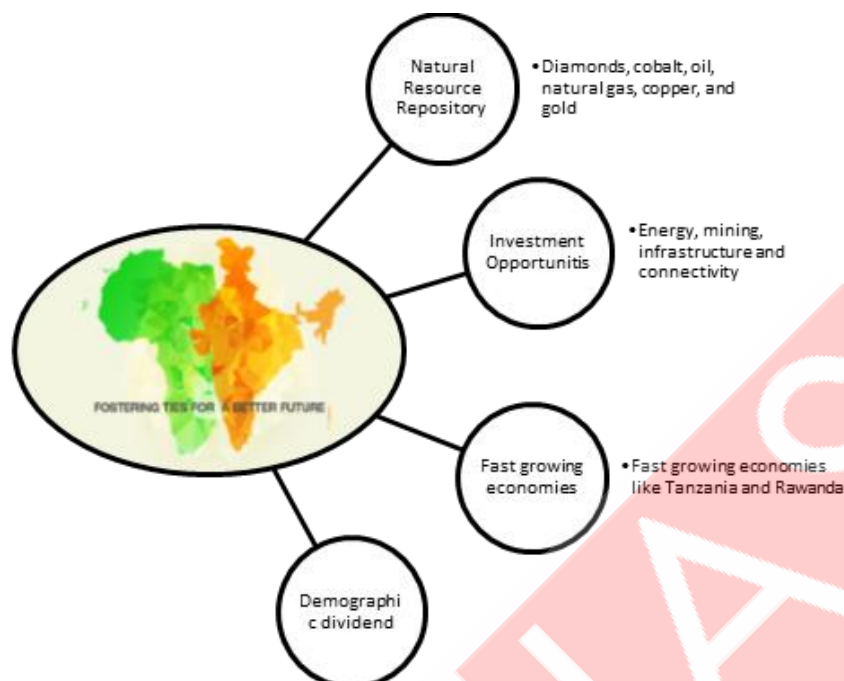 Natural
Resource
Repository
•Diamonds, cobalt, oil,
natural gas, copper, and
gold
Investment
Opportunitis
•Energy, mining,
infrastructure and
connectivity
FOSTERING TIES FOR A BETTER FUTURE
Fast growing
economies
•Fast growing economies
like Tanzania and Rawanda
Demographi
c dividend